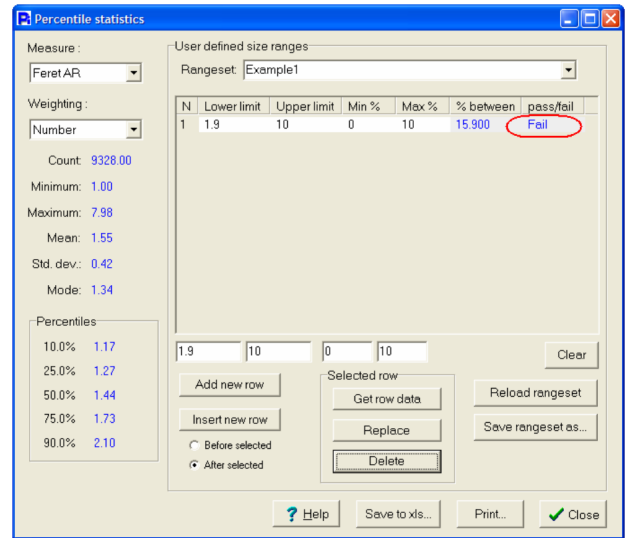 Percentile statistics
Measure :
Feret AR
Weighting :
Number
Count: 9328.00
Minimum: 1.00
Maximum: 7.98
Mean: 1.55
Std. dev.: 0.42
Mode: 1.34
Percentiles
10.0% 1.17
25.0% 1.27
50.0% 1.44
75.0% 1.73
90.0% 2.10
User defined size ranges
Rangeset: Example1
N Lower limit Upper limit Min % Max % % between pass/fail
1 1.9 10 0 10 15.900 Fail
1.9 10 0 10
Clear
Add new row
Insert new row
Before selected
After selected
Selected row
Get row data
Replace
Delete
Reload rangeset
Save rangeset as...
? Help Save to xls... Print... Close